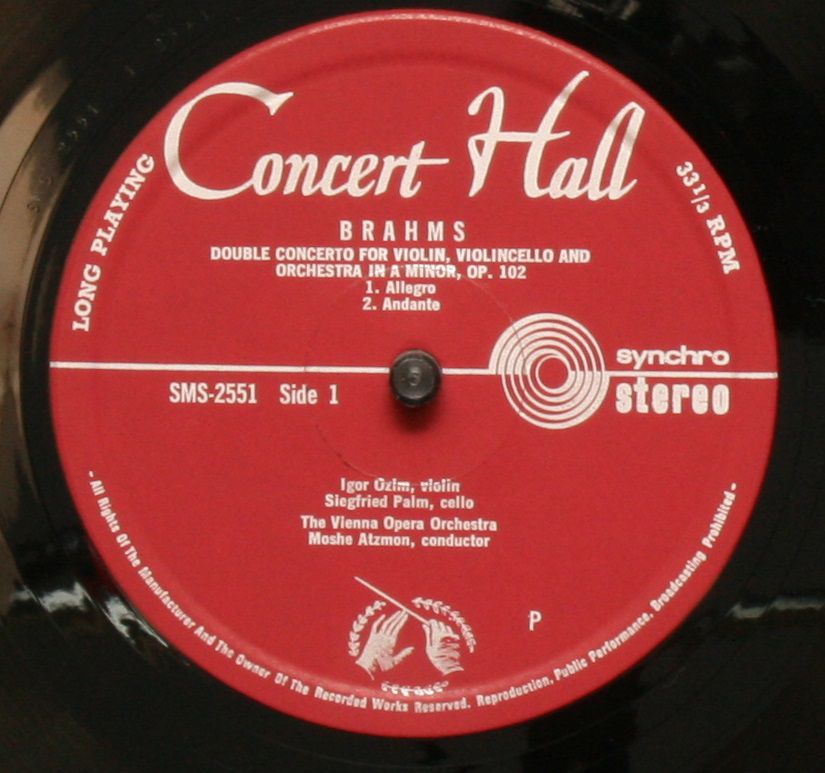 Concert Hall
LONG PLAYING
33 1/3 RPM
BRAHMS
DOUBLE CONCERTO FOR VIOLIN, VIOLINCELLO AND
ORCHESTRA IN A MINOR, OP. 102
1. Allegro
2. Andante
synchro
stereo
SMS-2551 Side 1
Igor Ozim, violin
Siegfried Palm, cello
The Vienna Opera Orchestra
Moshe Atzmon, conductor
P
- All Rights Of The Manufacturer And The Owner Of The Recorded Works Reserved. Reproduction, Public Performance, Broadcasting Prohibited -